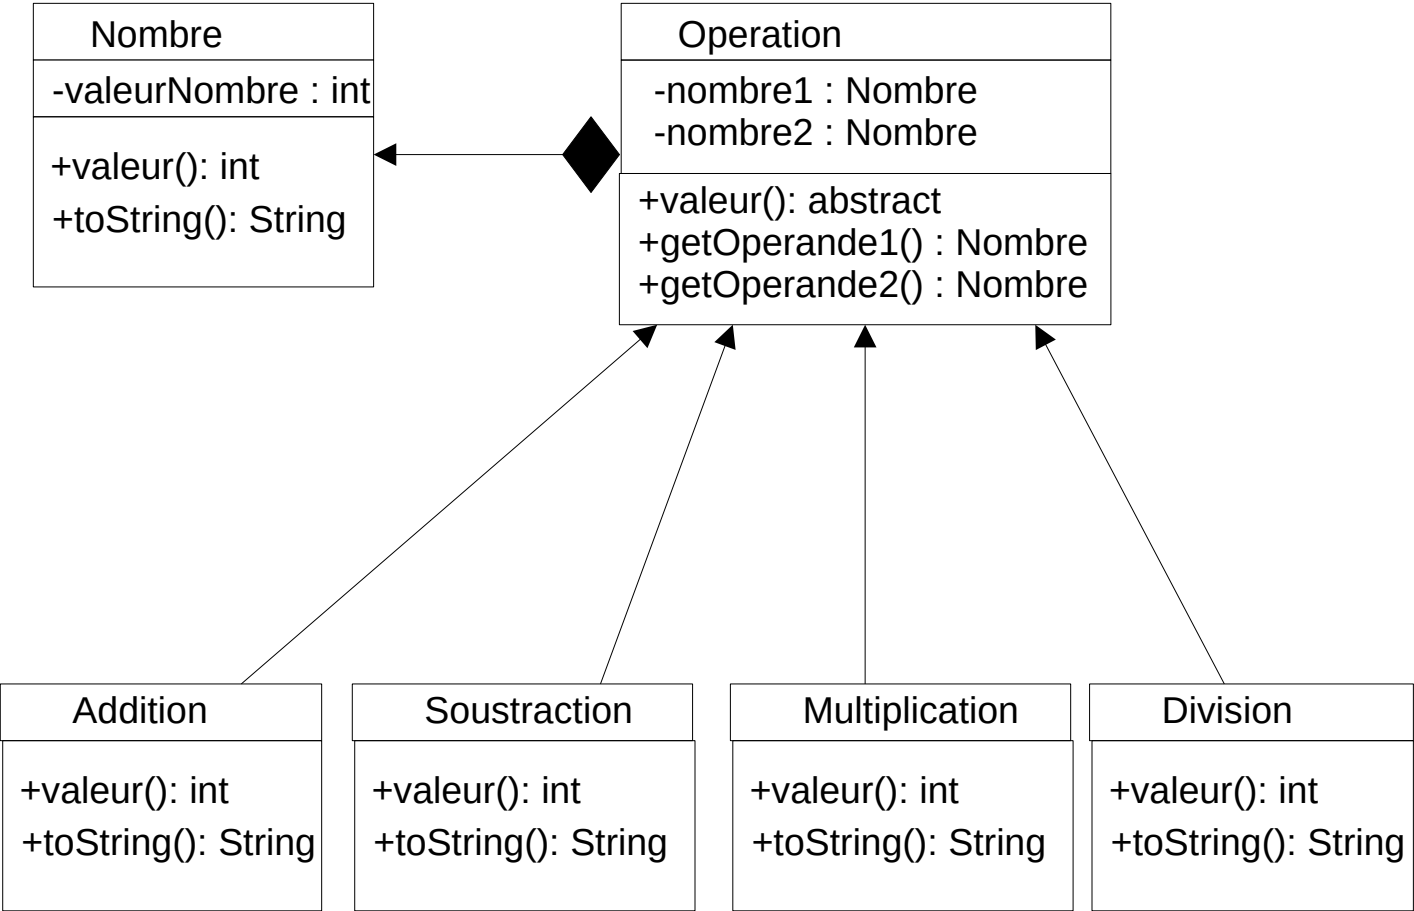 Nombre
-valeurNombre : int
+valeur(): int
+toString(): String
Operation
-nombre1 : Nombre
-nombre2 : Nombre
+valeur(): abstract
+getOperande1() : Nombre
+getOperande2() : Nombre
Addition
+valeur(): int
+toString(): String
Soustraction
+valeur(): int
+toString(): String
Multiplication
+valeur(): int
+toString(): String
Division
+valeur(): int
+toString(): String